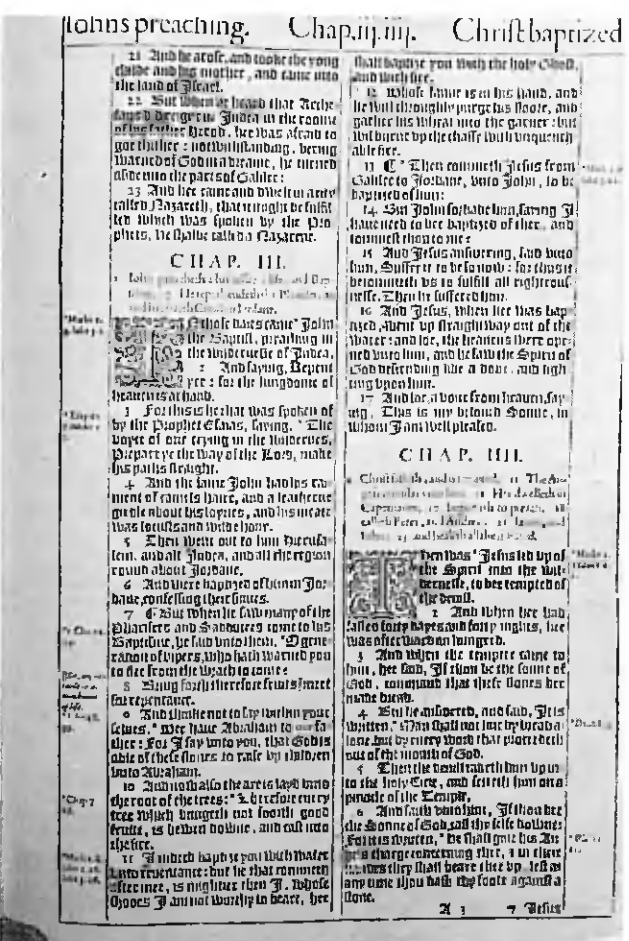 Iohns preaching. Chap.iij.iiij. Christ baptized
21 And he arose, and tooke the yong
childe and his mother, and came into
the land of Israel.
22 But when he heard that Arche-
laus did reigne in Iudea in the roome
of his father Herod, hee was afraid to
goe thither: notwithstanding, beeing
warned of God in a dreame, he turned
aside into the parts of Galilee:
23 And hee came and dwelt in a city
called Nazareth, that it might be fulfil-
led which was spoken by the Pro-
phets, He shalbe called a Nazarene.
CHAP. III.
In those daies came John
the Baptist, preaching in
the wildernesse of Iudea,
2 And saying, Repent
yee: for the kingdome of
heauen is at hand.
3 For this is he that was spoken of
by the Prophet Esaias, saying, The
voyce of one crying in the wildernes,
Prepare ye the way of the Lord, make
his paths straight.
4 And the same John had his rai-
ment of camels haire, and a leatherne
girdle about his loynes, and his meate
was locusts and wilde hony.
5 Then went out to him Hierusa-
lem, and all Iudea, and all the region
round about Jordane,
6 And were baptized of him in Jor-
dane, confessing their sinnes.
7 ¶ But when he saw many of the
Pharisees and Sadducees come to his
Baptisme, he said vnto them, O gene-
ration of vipers, who hath warned you
to flee from the wrath to come?
8 Bring forth therefore fruits meet
for repentance.
9 And thinke not to say within your
selues, Wee haue Abraham to our fa-
ther: For I say vnto you, that God is
able of these stones to raise vp children
vnto Abraham.
10 And now also the axe is layd vnto
the root of the trees: Therefore euery
tree which bringeth not foorth good
fruite, is hewen downe, and cast into
the fire.
11 I indeed baptize you with water
vnto repentance: but he that commeth
after mee, is mightier then I, whose
shooes I am not worthy to beare, hee
shall baptize you with the holy Ghost,
and with fire.
12 Whose fanne is in his hand, and
he will throughly purge his floore, and
gather his wheat into the garner: but
wil burne vp the chaffe with vnquench-
able fire.
13 ¶ Then commeth Iesus from
Galilee to Jordane, vnto John, to be
baptized of him:
14 But John forbade him, saying, I
haue need to bee baptized of thee, and
commest thou to me?
15 And Iesus answering, said vnto
him, Suffer it to be so now: for thus it
becommeth vs to fulfill all righteous-
nesse. Then he suffered him.
16 And Iesus, when hee was bap-
tized, went vp straightway out of the
water: and loe, the heauens were ope-
ned vnto him, and he saw the Spirit of
God descending like a doue, and ligh-
ting vpon him.
17 And loe, a voice from heauen, say-
ing, This is my beloued Sonne, in
whom I am well pleased.
CHAP. IIII.
Then was Iesus led vp of
the Spirit into the wil-
dernesse, to bee tempted of
the deuill.
2 And when hee had
fasted forty dayes and forty nights, hee
was afterward an hungred.
3 And when the tempter came to
him, hee said, If thou be the sonne of
God, command that these stones bee
made bread.
4 But he answered, and said, It is
written, Man shall not liue by bread a-
lone, but by euery word that proceedeth
out of the mouth of God.
5 Then the deuill taketh him vp in-
to the holy Citie, and setteth him on a
pinacle of the Temple,
6 And saith vnto him, If thou bee
the Sonne of God, cast thy selfe downe:
For it is written, He shall giue his An-
gels charge concerning thee, & in their
handes they shall beare thee vp, lest at
any time thou dash thy foote against a
stone.
A 3 7 Iesus